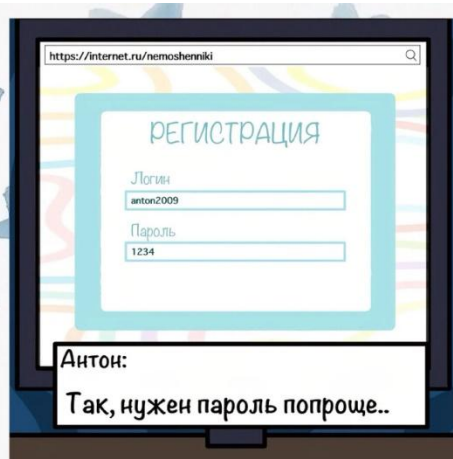 https://internet.ru/nemoshenniki
РЕГИСТРАЦИЯ
Логин
anton2009
Пароль
1234
Антон:
Так, нужен пароль попроще..